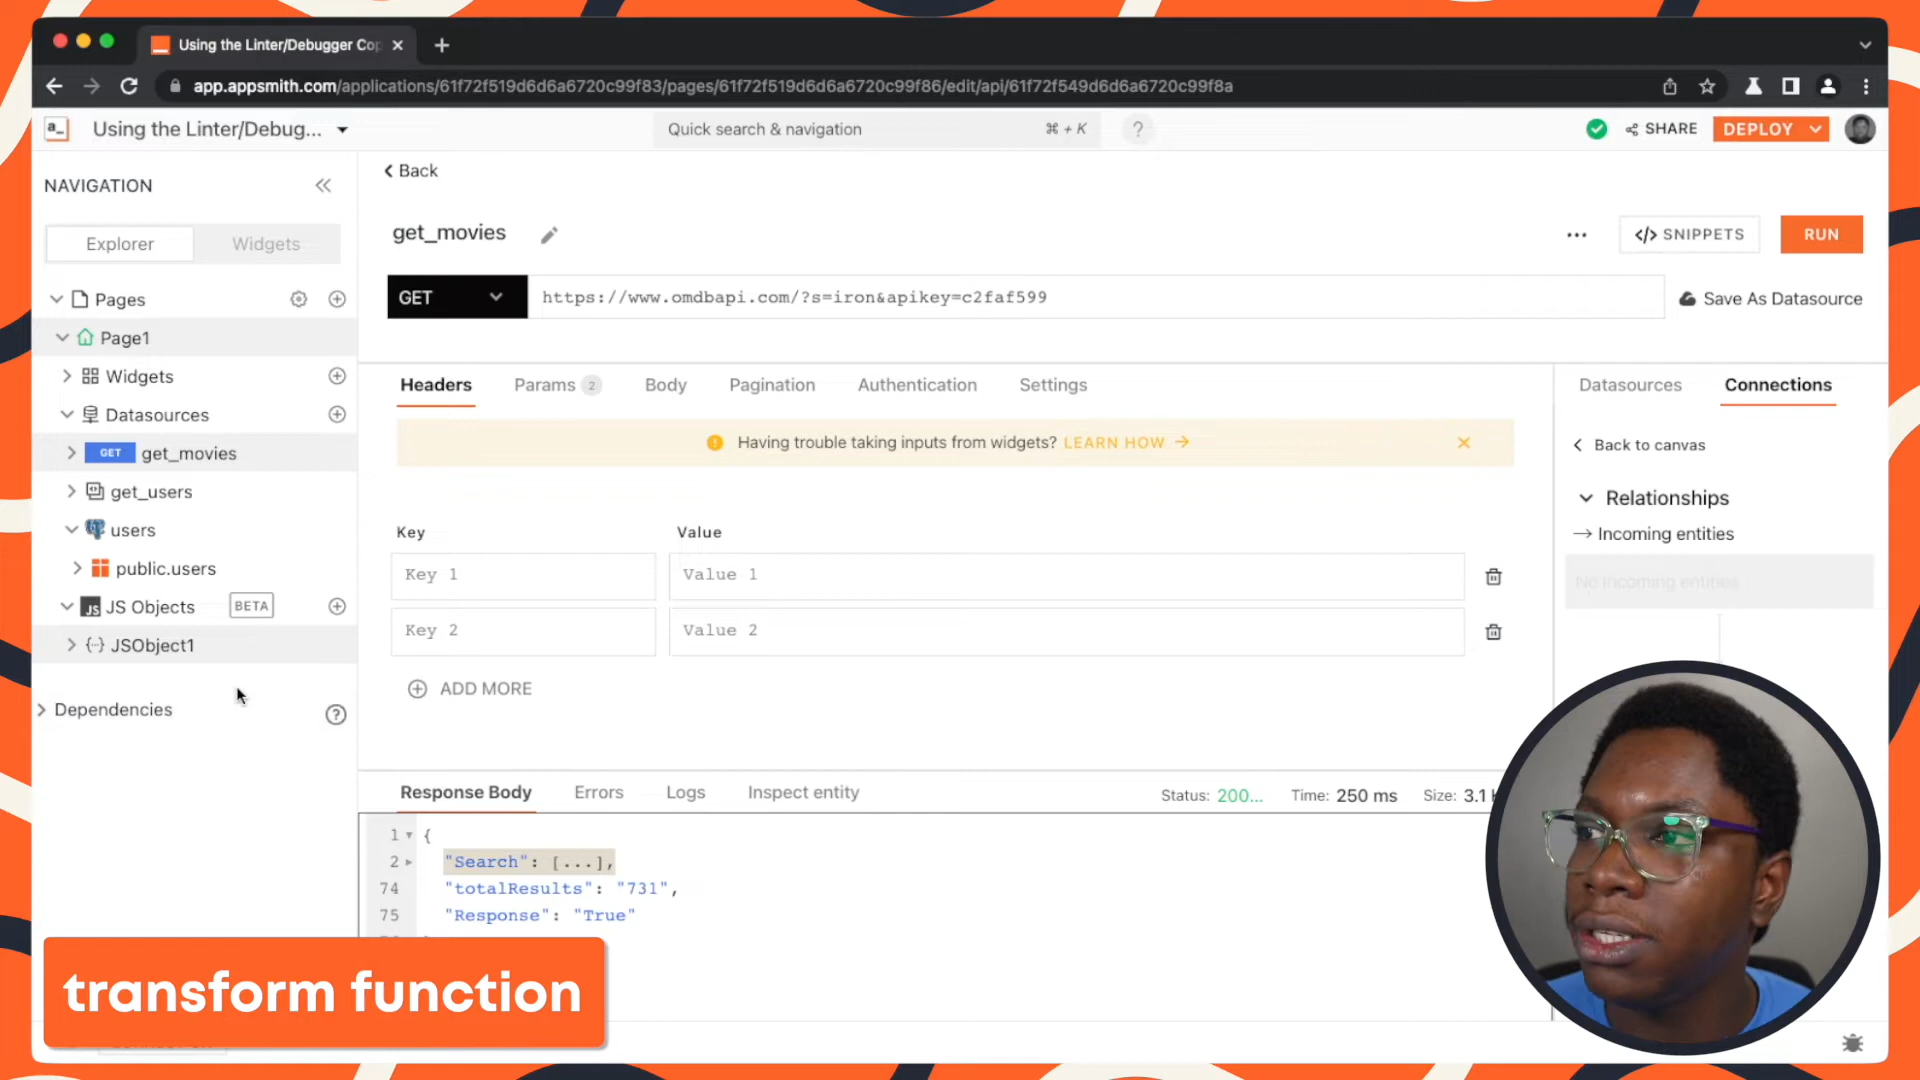 Using the Linter/Debugger Cop
app.appsmith.com/applications/61f72f519d6d6a6720c99f83/pages/61f72f519d6d6a6720c99f86/edit/api/61f72f549d6d6a6720c99f8a
a_
Using the Linter/Debug...
Quick search & navigation
⌘ + K
?
SHARE
DEPLOY
NAVIGATION
Back
Explorer
Widgets
get_movies
</> SNIPPETS
RUN
Pages
GET
https://www.omdbapi.com/?s=iron&apikey=c2faf599
Save As Datasource
Page1
Widgets
Headers
Params 2
Body
Pagination
Authentication
Settings
Datasources
Connections
Datasources
Having trouble taking inputs from widgets? LEARN HOW →
Back to canvas
GET get_movies
get_users
Relationships
users
Key
Value
→ Incoming entities
public.users
Key 1
Value 1
No incoming entities
JS JS Objects
BETA
Key 2
Value 2
{··} JSObject1
ADD MORE
Dependencies
?
Response Body
Errors
Logs
Inspect entity
Status: 200...
Time: 250 ms
Size: 3.1
1 {
2 "Search": [...],
74 "totalResults": "731",
75 "Response": "True"
transform function